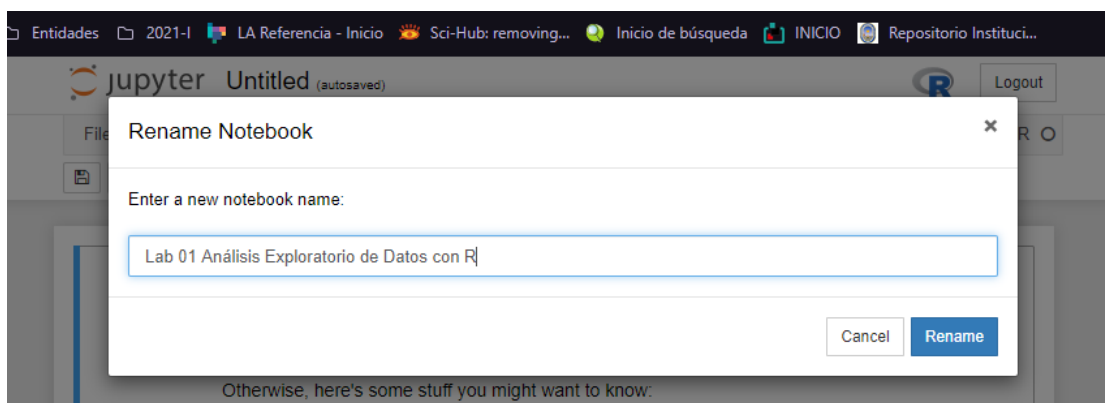 Entidades 2021-I LA Referencia - Inicio Sci-Hub: removing... Inicio de búsqueda INICIO Repositorio Instituci...
jupyter Untitled (autosaved) R Logout
File Rename Notebook × R
Enter a new notebook name:
Lab 01 Análisis Exploratorio de Datos con R
Cancel Rename
Otherwise, here's some stuff you might want to know: